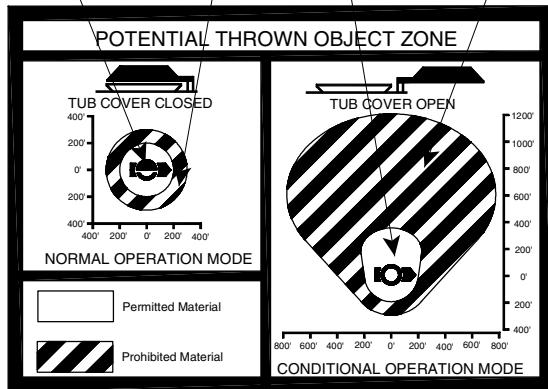 POTENTIAL THROWN OBJECT ZONE
TUB COVER CLOSED
400'
200'
0'
200'
400'
400' 200' 0' 200' 400'
NORMAL OPERATION MODE
Permitted Material
Prohibited Material
TUB COVER OPEN
1200'
1000'
800'
600'
400'
200'
0'
200'
400'
800' 600' 400' 200' 0' 200' 400' 600' 800'
CONDITIONAL OPERATION MODE